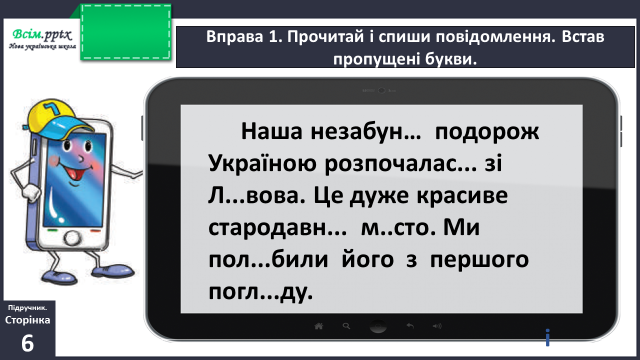 Всім.pptx
Нова українська школа
Вправа 1. Прочитай і спиши повідомлення. Встав
пропущені букви.
Наша незабун… подорож
Україною розпочалас... зі
Л...вова. Це дуже красиве
стародавн... м..сто. Ми
пол...били його з першого
погл...ду.
і
Підручник.
Сторінка
6